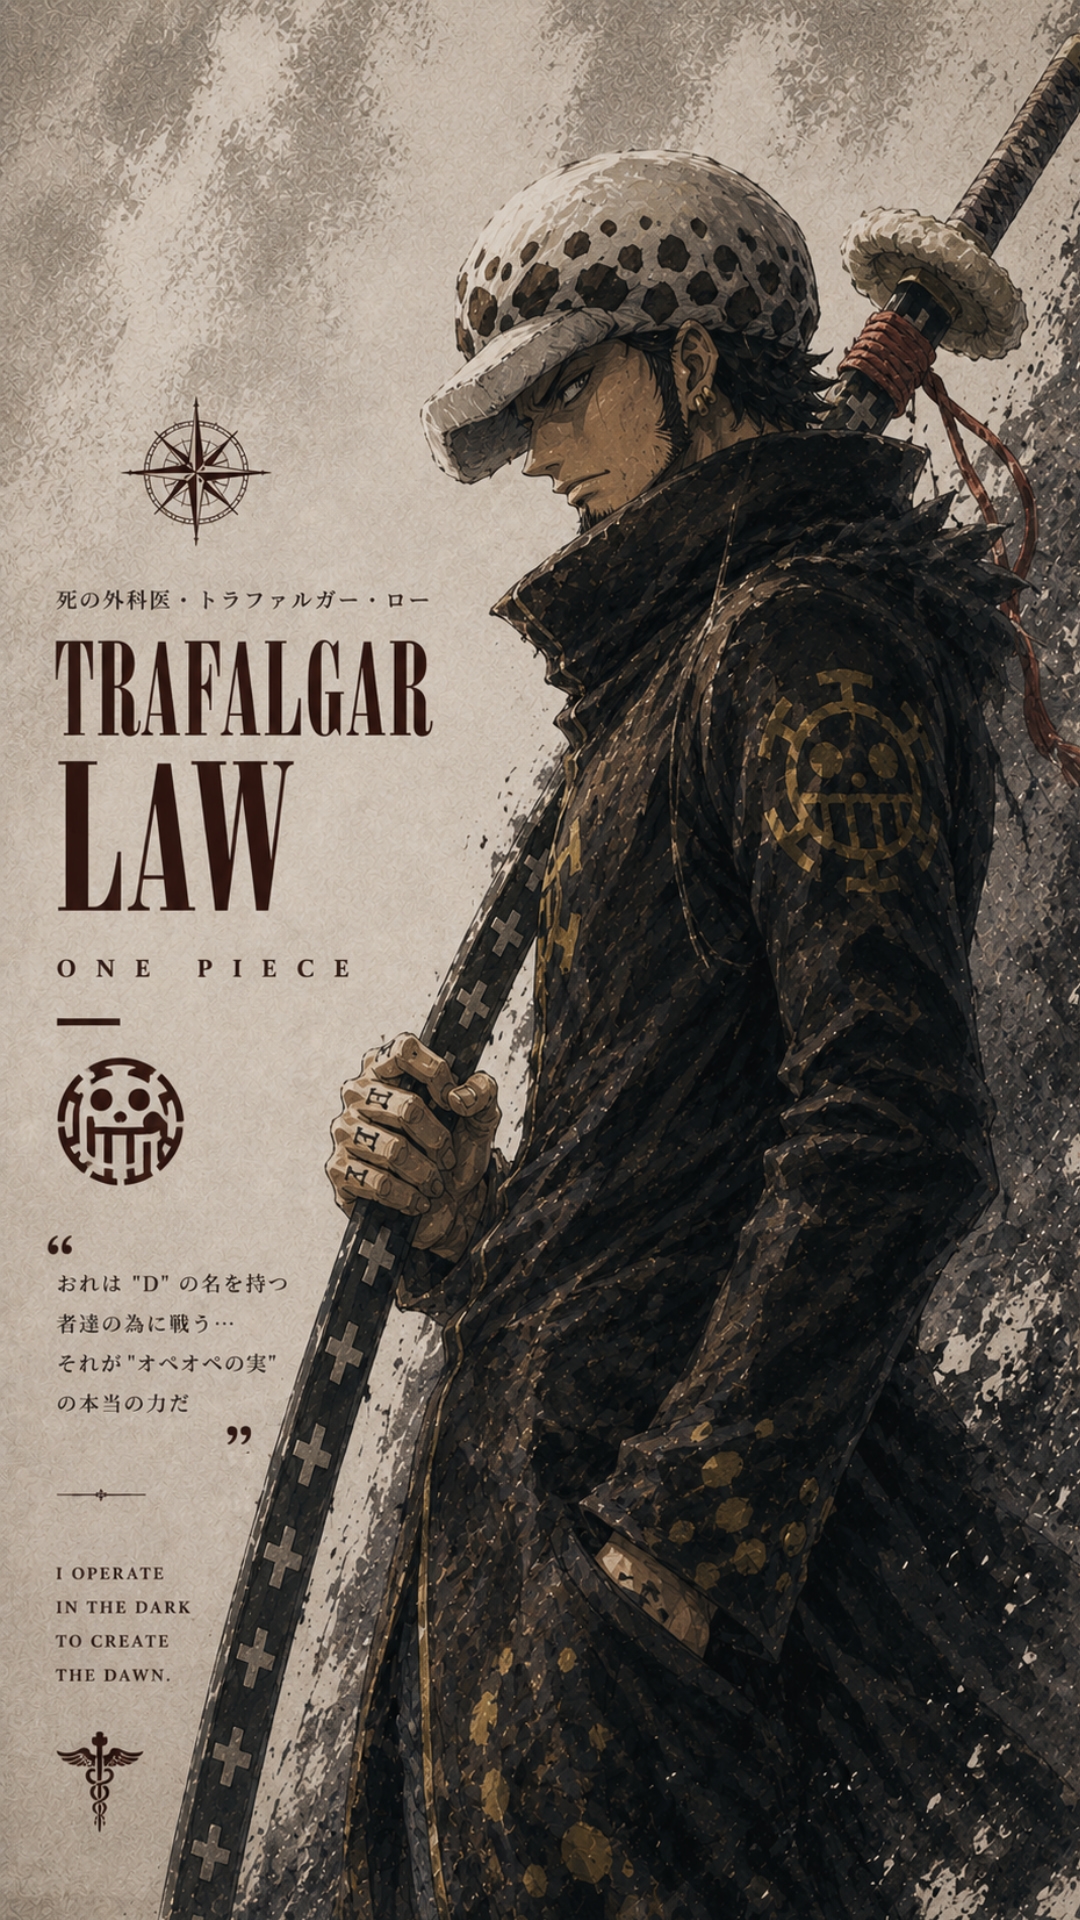 死の外科医・トラファルガー・ロー
TRAFALGAR
LAW
ONE PIECE
“
おれは "D" の名を持つ
者達の為に戦う…
それが "オペオペの実"
の本当の力だ
”
I OPERATE
IN THE DARK
TO CREATE
THE DAWN.